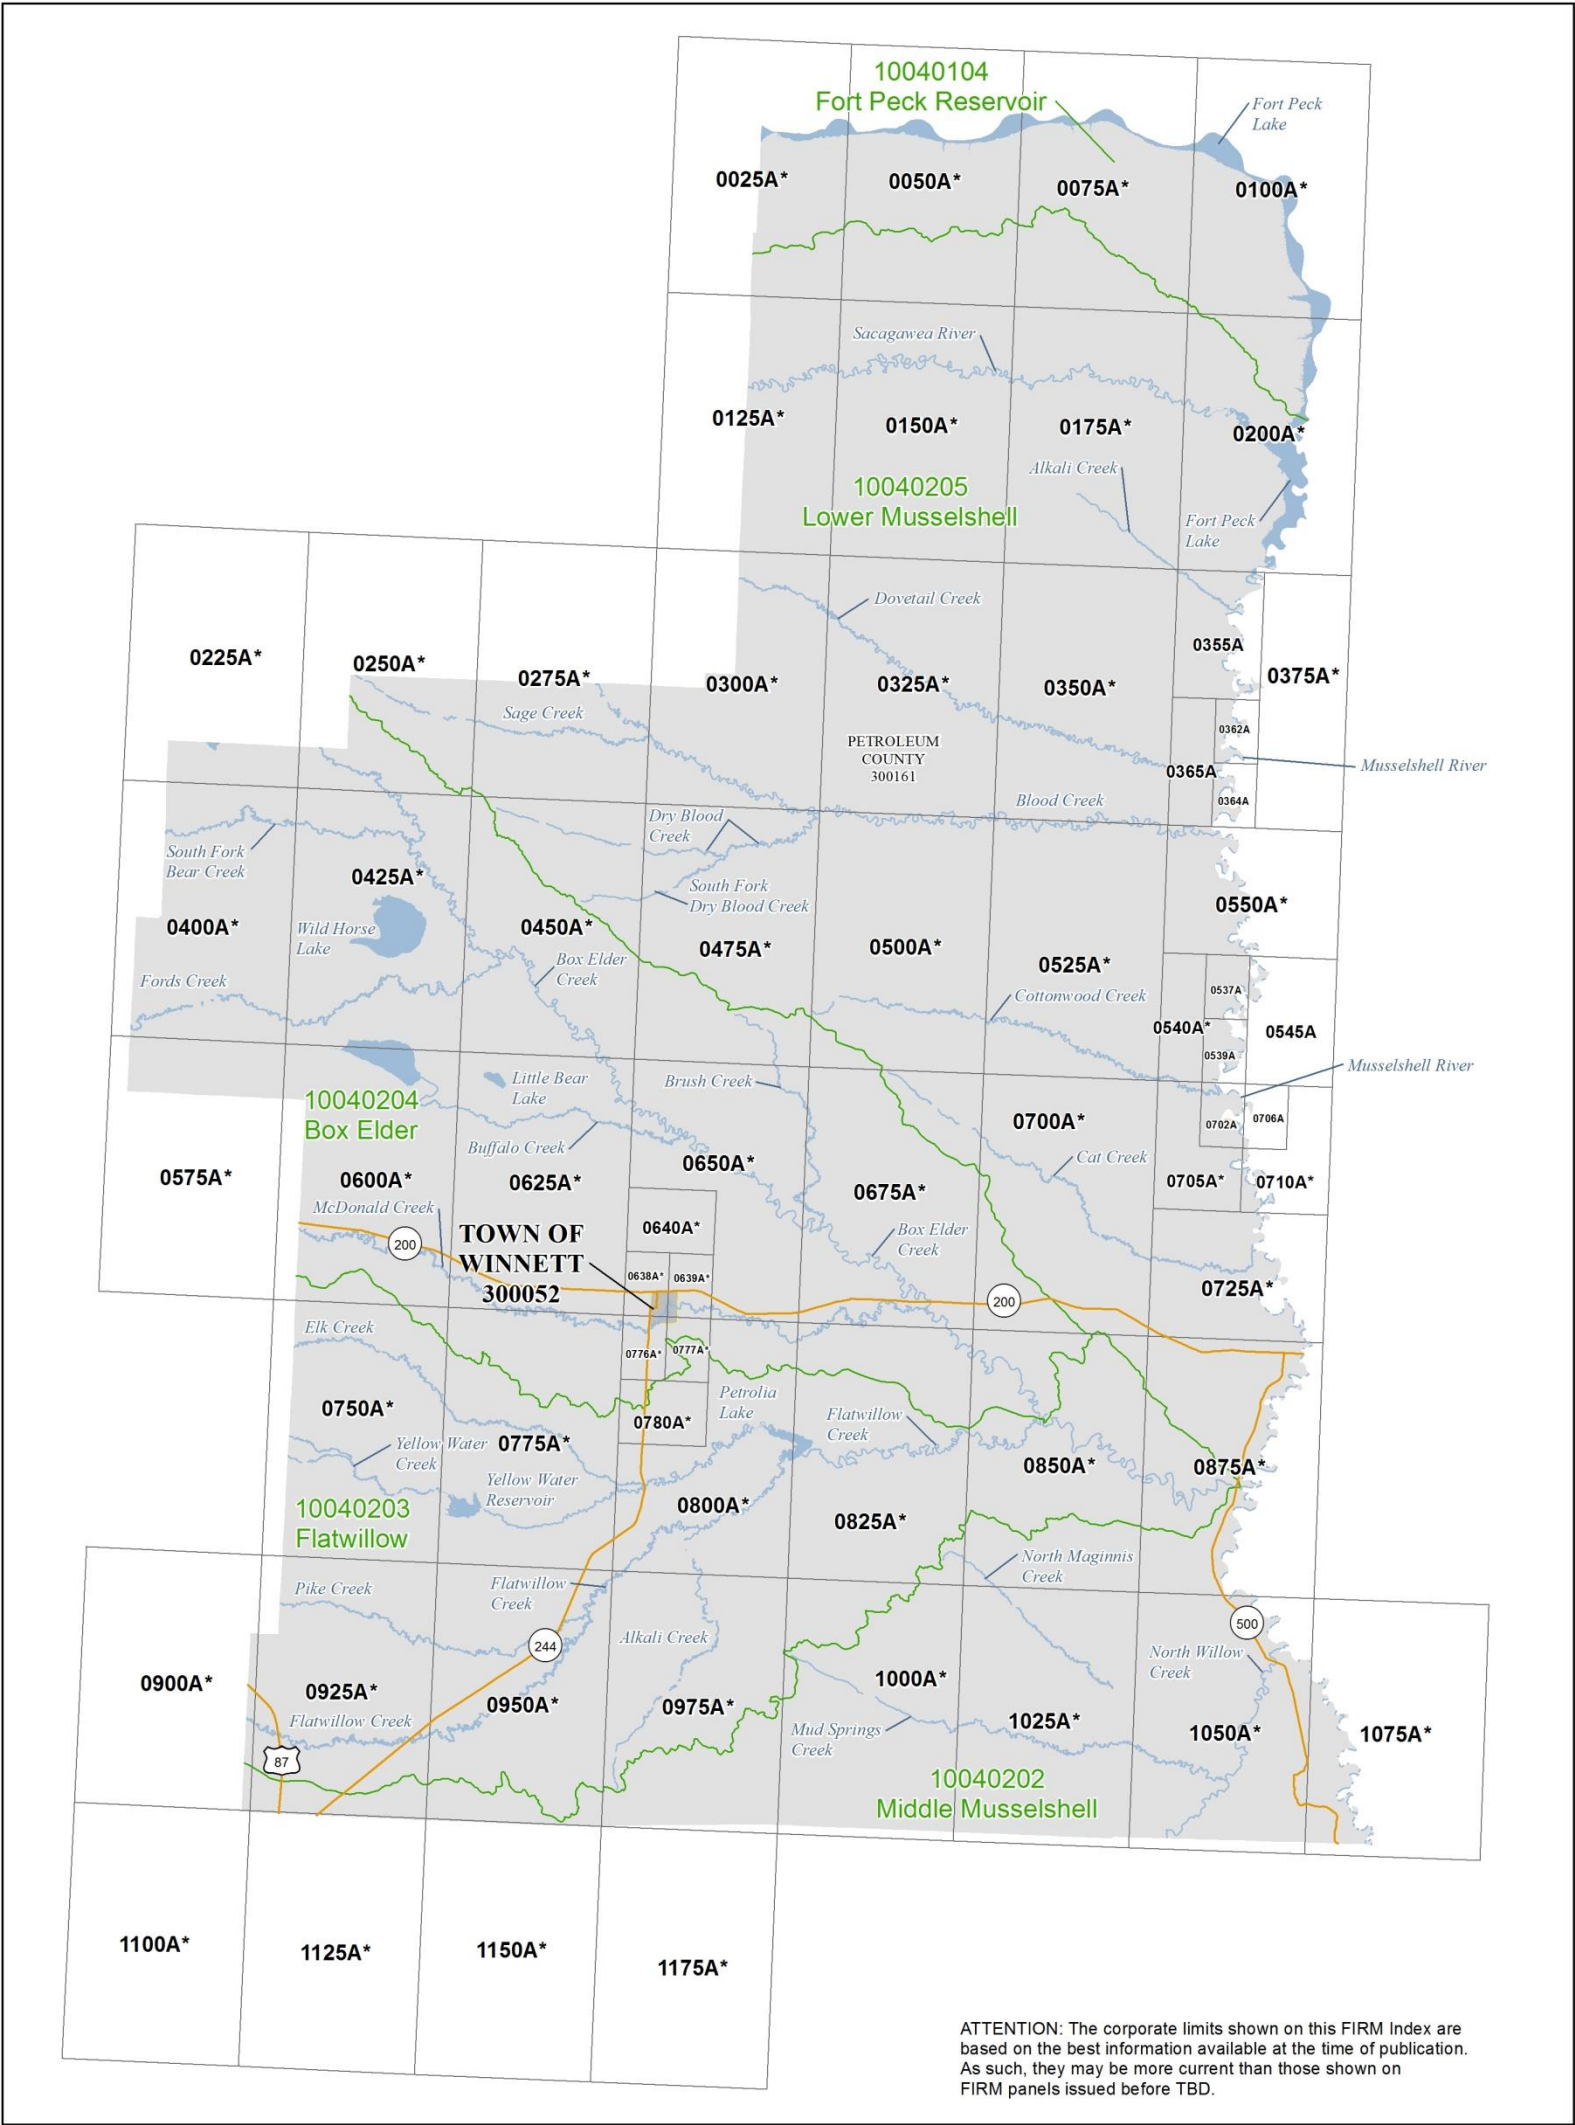 10040104
Fort Peck Reservoir
Fort Peck
Lake
0025A*
0050A*
0075A*
0100A*
Sacagawea River
0125A*
0150A*
0175A*
0200A*
Alkali Creek
10040205
Lower Musselshell
Fort Peck
Lake
Dovetail Creek
0225A*
0250A*
0275A*
0300A*
0325A*
0350A*
0355A
0375A*
Sage Creek
PETROLEUM
COUNTY
300161
0362A
0365A
Musselshell River
0364A
Blood Creek
Dry Blood
Creek
South Fork
Bear Creek
0425A*
South Fork
Dry Blood Creek
0400A*
Wild Horse
Lake
0450A*
0475A*
0500A*
0525A*
0550A*
Box Elder
Creek
Fords Creek
Cottonwood Creek
0537A
0540A*
0545A
0539A
Musselshell River
Little Bear
Lake
Brush Creek
10040204
Box Elder
0700A*
0702A
0706A
Buffalo Creek
Cat Creek
0575A*
0600A*
0625A*
0650A*
0675A*
0705A*
0710A*
McDonald Creek
200
TOWN OF
WINNETT
300052
0640A*
Box Elder
Creek
0638A*
0639A*
0725A*
200
Elk Creek
0776A*
0777A*
Petrolia
Lake
0750A*
0780A*
Flatwillow
Creek
Yellow Water
Creek
0775A*
0850A*
0875A*
Yellow Water
Reservoir
10040203
Flatwillow
0800A*
0825A*
North Maginnis
Creek
Pike Creek
Flatwillow
Creek
244
Alkali Creek
500
North Willow
Creek
0900A*
0925A*
0950A*
0975A*
1000A*
1025A*
1050A*
1075A*
Flatwillow Creek
Mud Springs
Creek
87
10040202
Middle Musselshell
1100A*
1125A*
1150A*
1175A*
ATTENTION: The corporate limits shown on this FIRM Index are
based on the best information available at the time of publication.
As such, they may be more current than those shown on
FIRM panels issued before TBD.